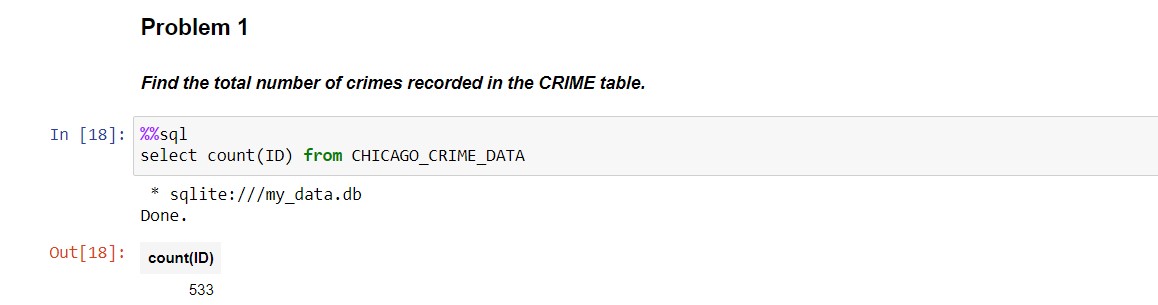 Problem 1
Find the total number of crimes recorded in the CRIME table.
In [18]: %%sql
select count(ID) from CHICAGO_CRIME_DATA
* sqlite:///my_data.db
Done.
Out[18]: count(ID)
533